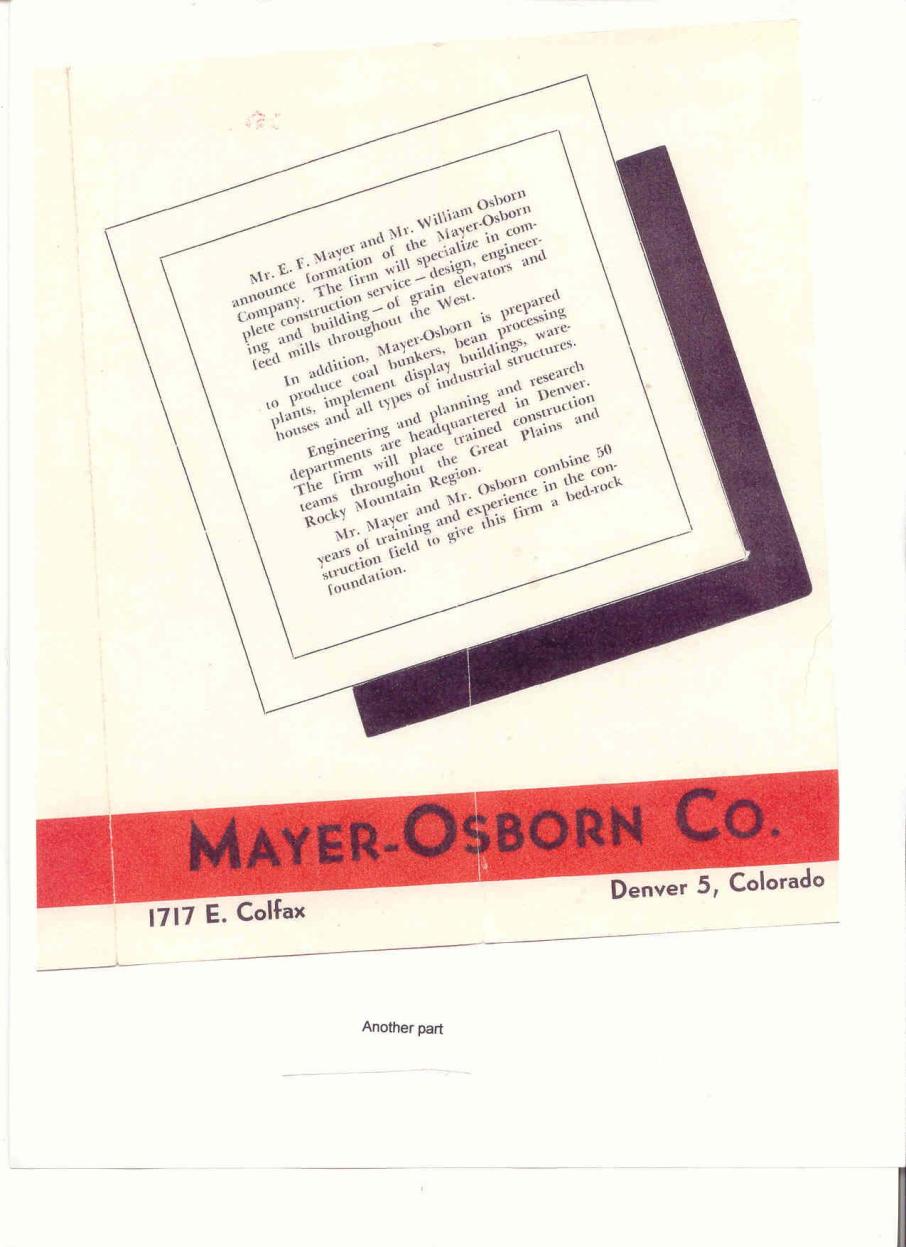 Mr. E. F. Mayer and Mr. William Osborn
announce formation of the Mayer-Osborn
Company. The firm will specialize in com-
plete construction service — design, engineer-
ing and building — of grain elevators and
feed mills throughout the West.
In addition, Mayer-Osborn is prepared
to produce coal bunkers, bean processing
plants, implement display buildings, ware-
houses and all types of industrial structures.
Engineering and planning and research
departments are headquartered in Denver.
The firm will place trained construction
teams throughout the Great Plains and
Rocky Mountain Region.
Mr. Mayer and Mr. Osborn combine 50
years of training and experience in the con-
struction field to give this firm a bed-rock
foundation.
MAYER-OSBORN CO.
1717 E. Colfax
Denver 5, Colorado
Another part